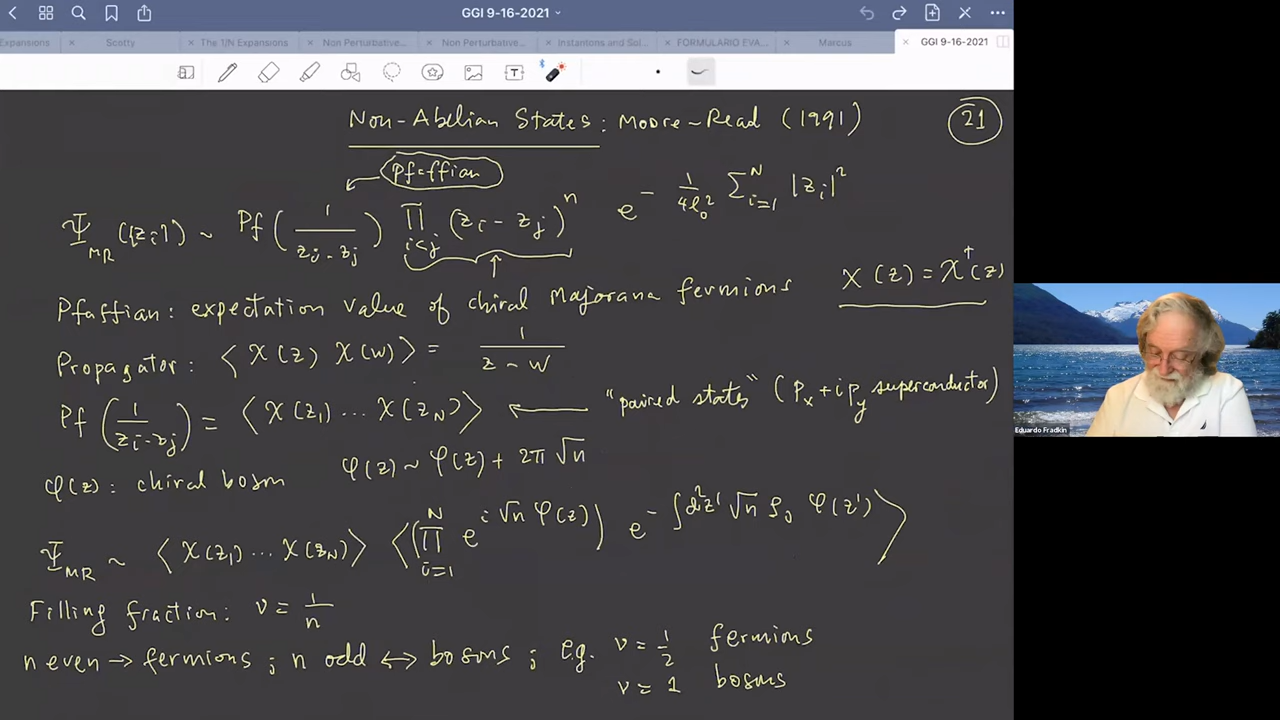 GGI 9-16-2021
Expansions
Scotty
The 1/N Expansions
Non Perturbative...
Non Perturbative...
Instantons and Sol...
FORMULARIO EVA...
Marcus
GGI 9-16-2021
Non-Abelian States: Moore-Read (1991)
21
Pfaffian
Ψ_MR({z_i}) ~ Pf(1/(z_i - z_j)) ∏_{i<j} (z_i - z_j)^n e^{- 1/(4ℓ_0^2) Σ_{i=1}^N |z_i|^2}
Pfaffian: expectation value of chiral Majorana fermions χ(z) = χ†(z)
Propagator: ⟨χ(z) χ(w)⟩ = 1/(z - w)
Pf(1/(z_i - z_j)) = ⟨χ(z_1)... χ(z_N)⟩ ← "paired states" (p_x + i p_y superconductor)
φ(z): chiral boson φ(z) ~ φ(z) + 2π√n
Ψ_MR ~ ⟨χ(z_1)... χ(z_N)⟩ ⟨(∏_{i=1}^N e^{i√n φ(z)}) e^{- ∫d²z' √n ρ_0 φ(z')}⟩
Filling fraction: ν = 1/n
n even → fermions ; n odd ↔ bosons ; e.g. ν = 1/2 fermions
ν = 1 bosons
Eduardo Fradkin